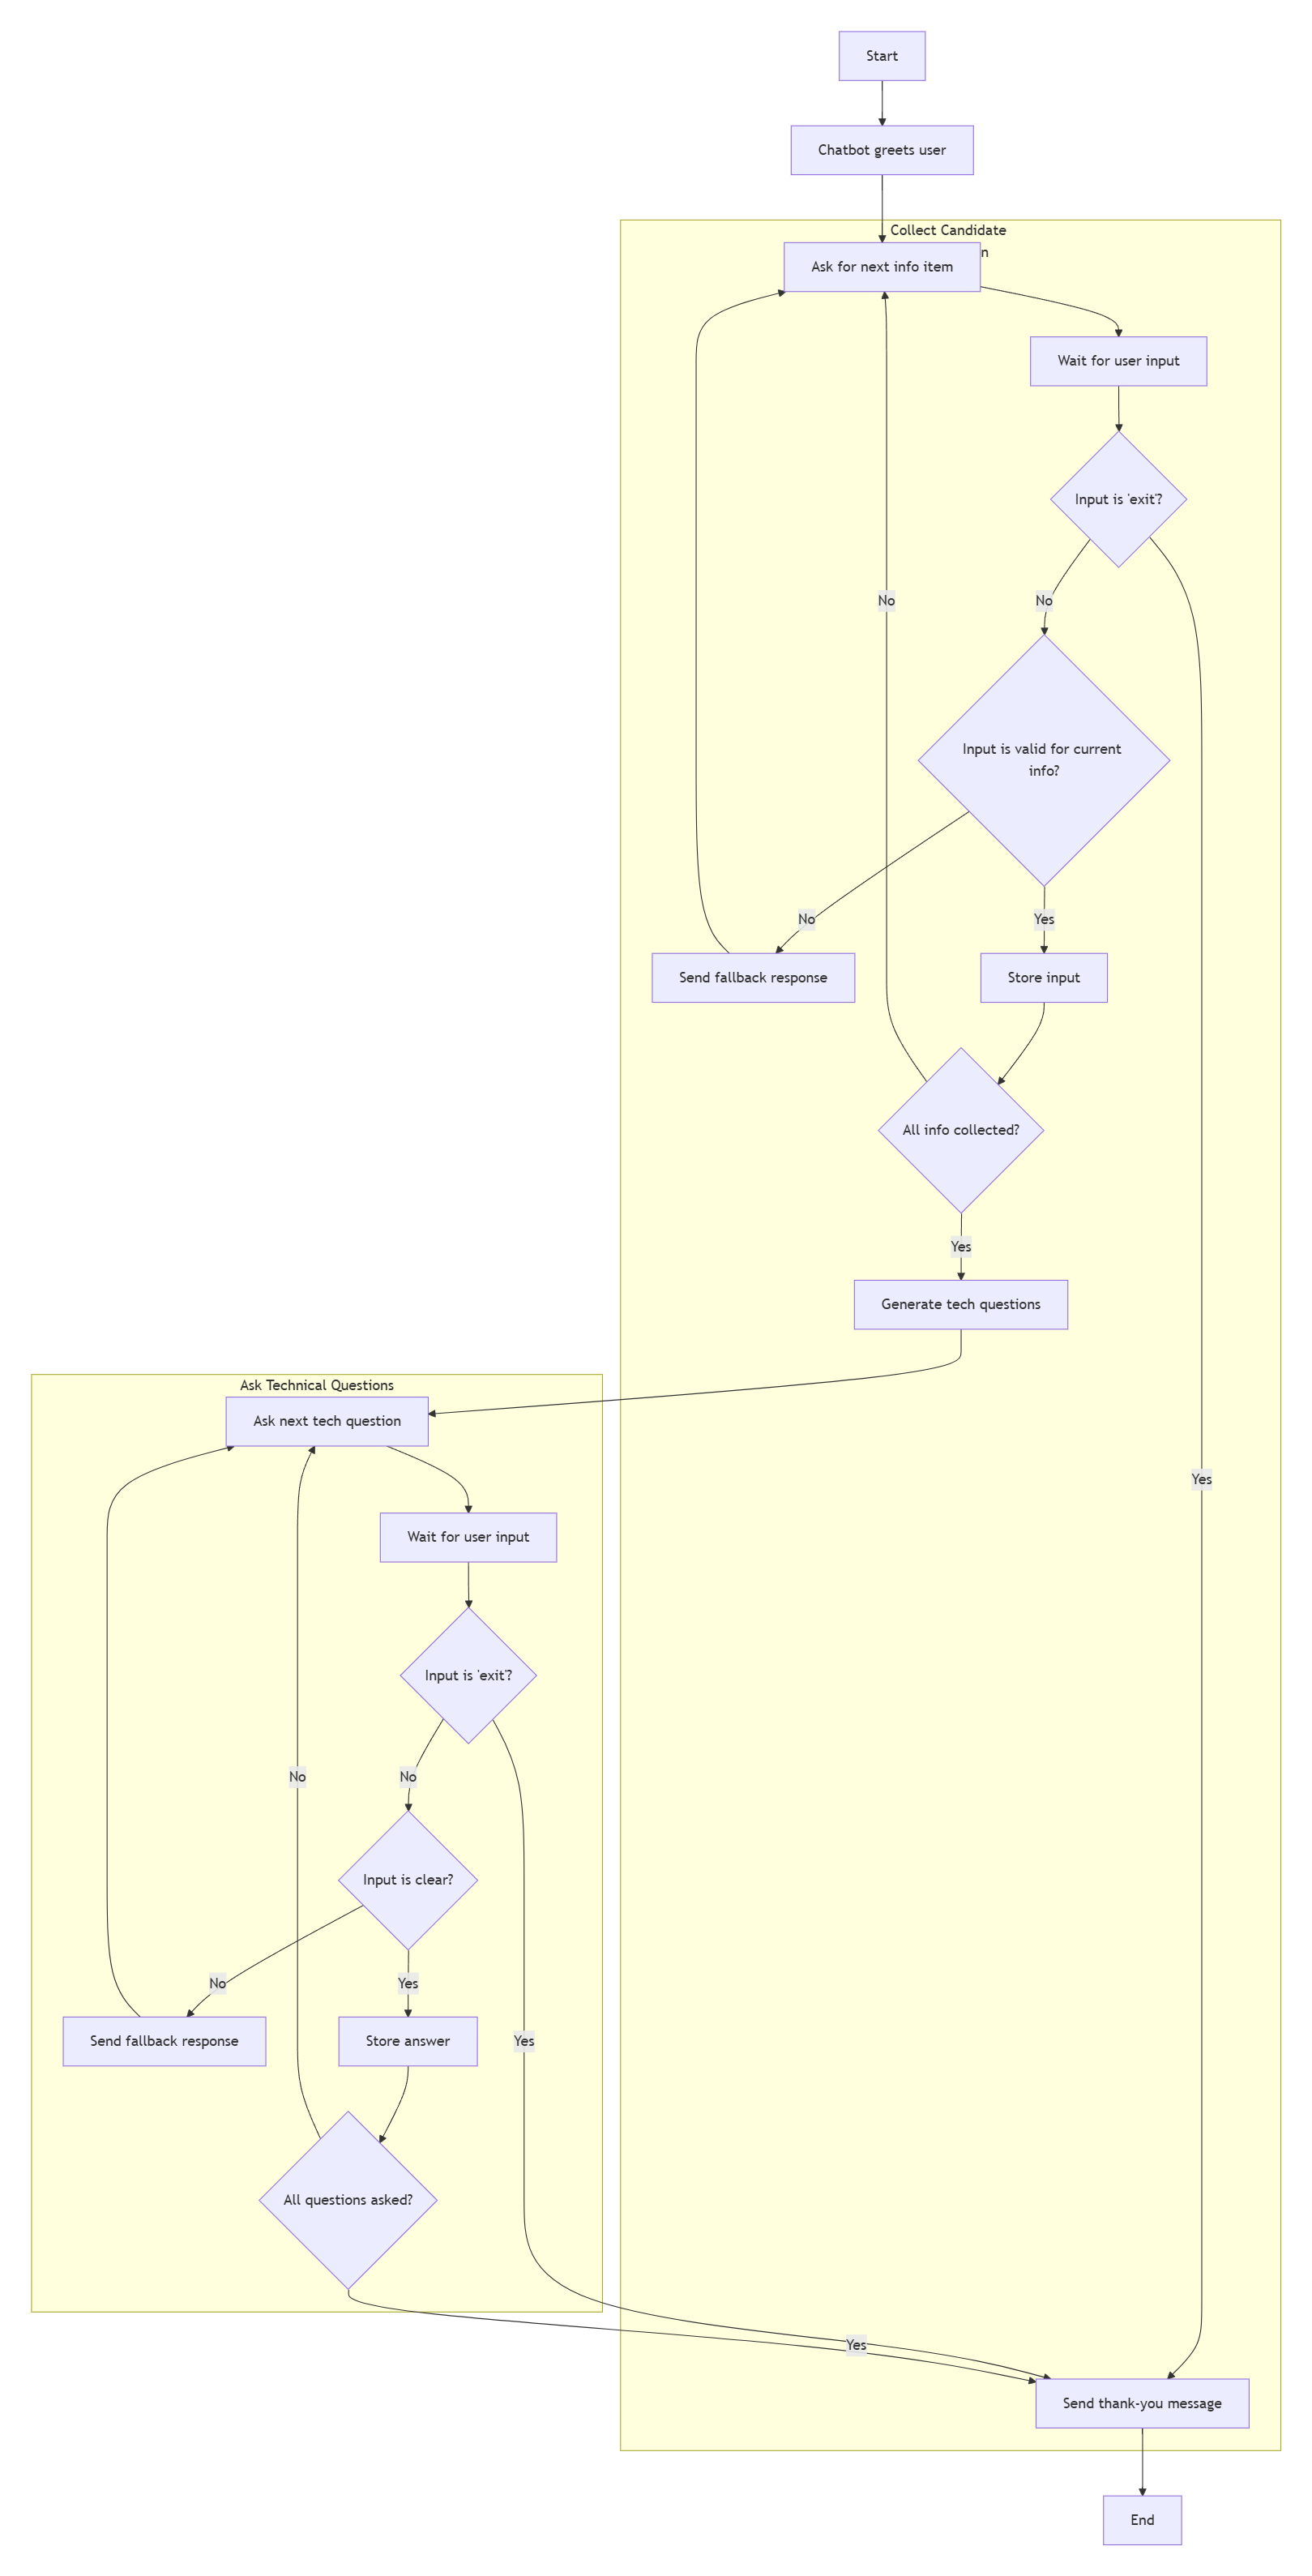 Start
Chatbot greets user
Collect Candidate
n
Ask for next info item
Wait for user input
Input is 'exit'?
No
No
Input is valid for current
info?
No
Yes
Send fallback response
Store input
All info collected?
Yes
Generate tech questions
Ask Technical Questions
Ask next tech question
Yes
Wait for user input
Input is 'exit'?
No
No
Input is clear?
No
Yes
Send fallback response
Store answer
Yes
All questions asked?
Yes
Send thank-you message
End